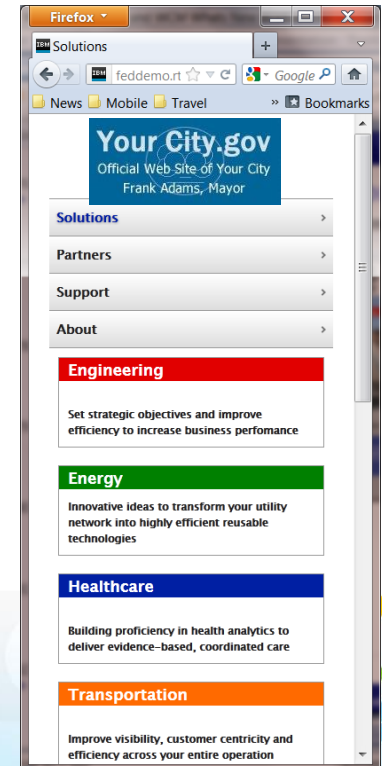 Firefox
IBM Solutions
feddemo.rt Google
News Mobile Travel » Bookmarks
Your City.gov
Official Web Site of Your City
Frank Adams, Mayor
Solutions
Partners
Support
About
Engineering
Set strategic objectives and improve
efficiency to increase business perfomance
Energy
Innovative ideas to transform your utility
network into highly efficient reusable
technologies
Healthcare
Building proficiency in health analytics to
deliver evidence-based, coordinated care
Transportation
Improve visibility, customer centricity and
efficiency across your entire operation